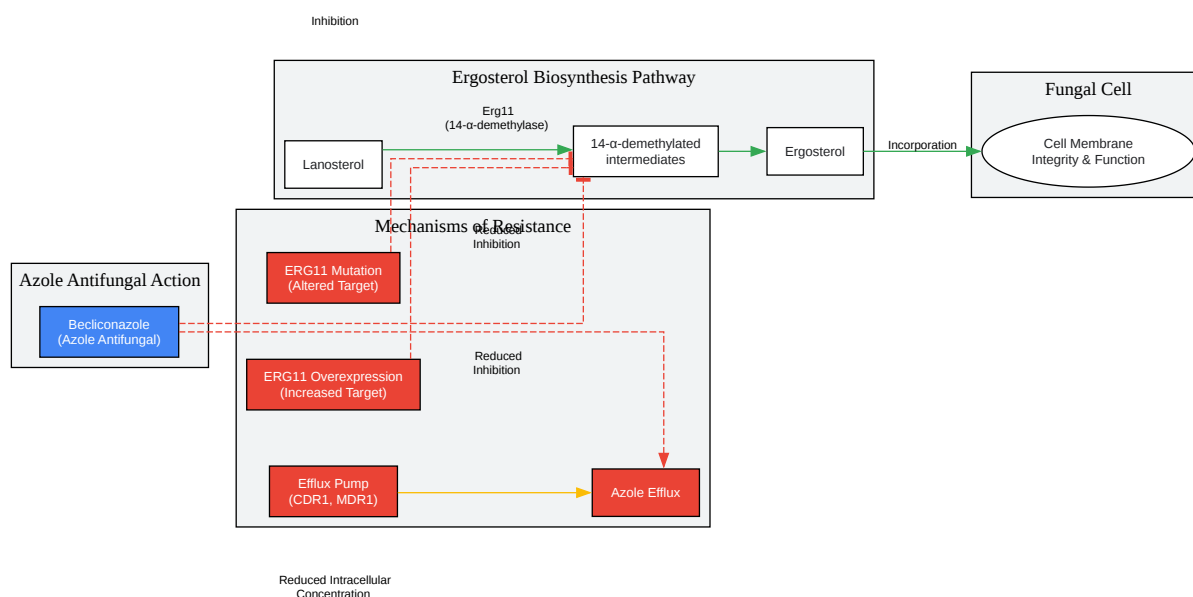 Inhibition
Ergosterol Biosynthesis Pathway
Erg11
(14-α-demethylase)
Lanosterol
14-α-demethylated
intermediates
Ergosterol
Incorporation
Fungal Cell
Cell Membrane
Integrity & Function
Mechanisms of Resistance
Reduced
Inhibition
ERG11 Mutation
(Altered Target)
Azole Antifungal Action
Becliconazole
(Azole Antifungal)
Reduced
Inhibition
ERG11 Overexpression
(Increased Target)
Efflux Pump
(CDR1, MDR1)
Azole Efflux
Reduced Intracellular
Concentration